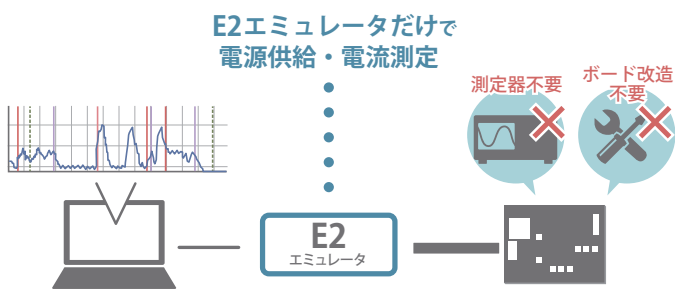 E2エミュレータだけで
電源供給・電流測定
測定器不要
ボード改造
不要
E2
エミュレータ